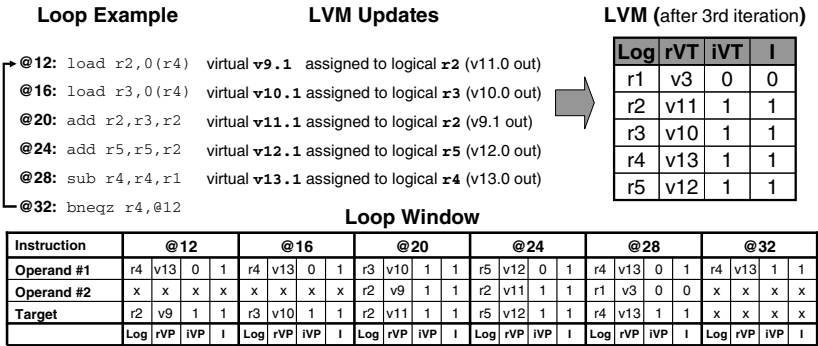 Loop Example LVM Updates LVM (after 3rd iteration)
@12: load r2,0(r4) virtual v9.1 assigned to logical r2 (v11.0 out)
@16: load r3,0(r4) virtual v10.1 assigned to logical r3 (v10.0 out)
@20: add r2,r3,r2 virtual v11.1 assigned to logical r2 (v9.1 out)
@24: add r5,r5,r2 virtual v12.1 assigned to logical r5 (v12.0 out)
@28: sub r4,r4,r1 virtual v13.1 assigned to logical r4 (v13.0 out)
@32: bneqz r4,@12
Log rVT iVT I
r1 v3 0 0
r2 v11 1 1
r3 v10 1 1
r4 v13 1 1
r5 v12 1 1
Loop Window
Instruction @12 @16 @20 @24 @28 @32
Operand #1 r4 v13 0 1 r4 v13 0 1 r3 v10 1 1 r5 v12 0 1 r4 v13 0 1 r4 v13 1 1
Operand #2 x x x x x x x x r2 v9 1 1 r2 v11 1 1 r1 v3 0 0 x x x x
Target r2 v9 1 1 r3 v10 1 1 r2 v11 1 1 r5 v12 1 1 r4 v13 1 1 x x x x
Log rVP iVP I Log rVP iVP I Log rVP iVP I Log rVP iVP I Log rVP iVP I Log rVP iVP I